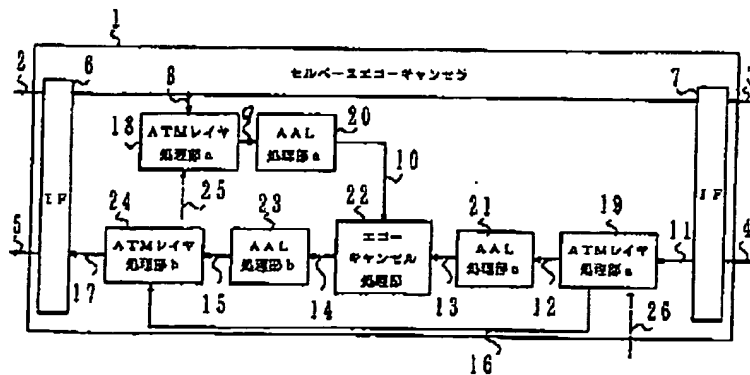 1
2
6
セルベースエコーキャンセラ
7
3
8
18
ATMレイヤ
処理部a
9
AAL
処理部a
20
10
IF
IF
24
25
23
22
21
19
5
ATMレイヤ
処理部b
AAL
処理部b
エコー
キャンセル
処理部
AAL
処理部a
ATMレイヤ
処理部a
11
4
17
15
14
13
12
16
26